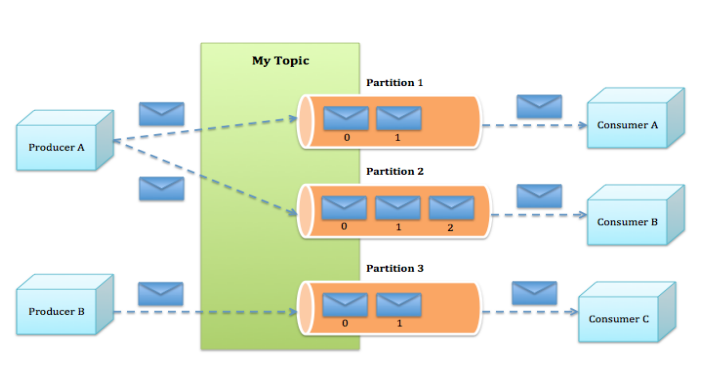 My Topic
Partition 1
0 1
Producer A
Consumer A
Partition 2
0 1 2
Consumer B
Partition 3
0 1
Producer B
Consumer C